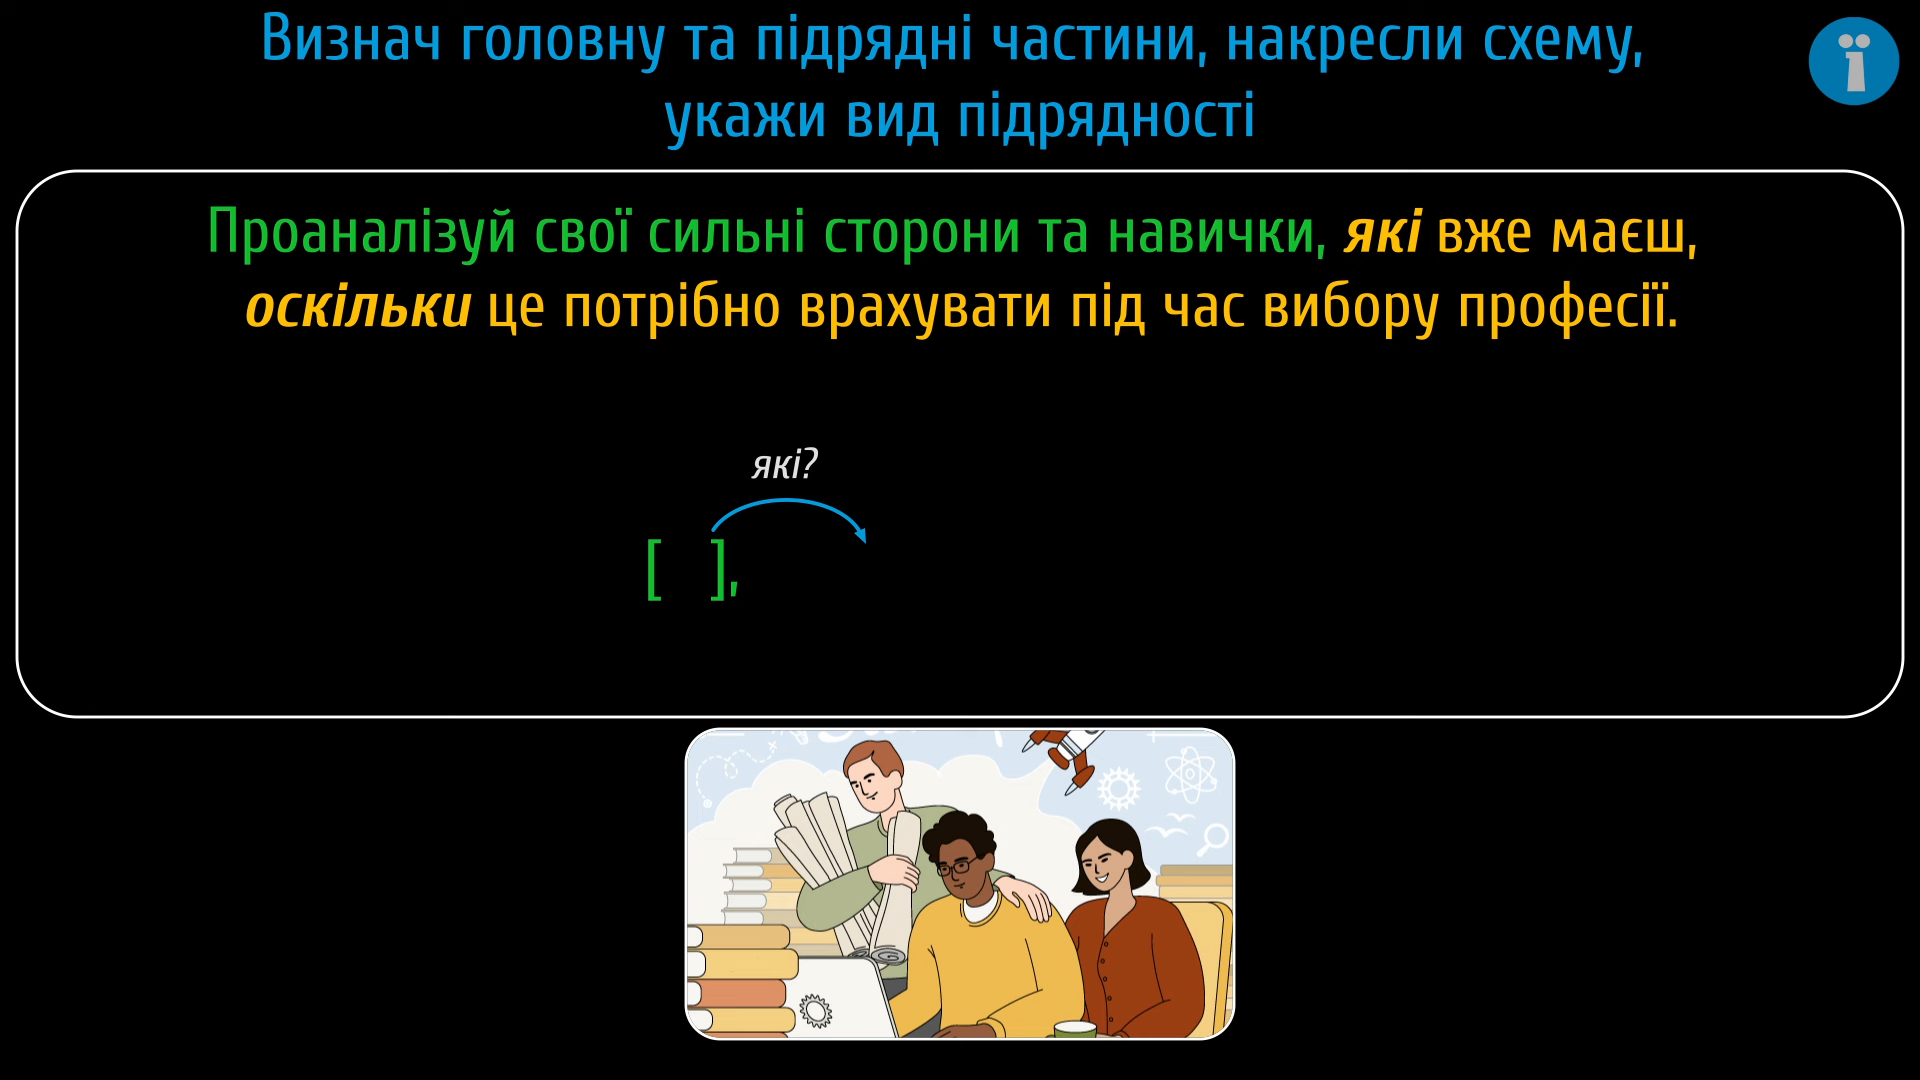 Визнач головну та підрядні частини, накресли схему,
укажи вид підрядності
ї
Проаналізуй свої сильні сторони та навички, які вже маєш,
оскільки це потрібно врахувати під час вибору професії.
які?
[ ],